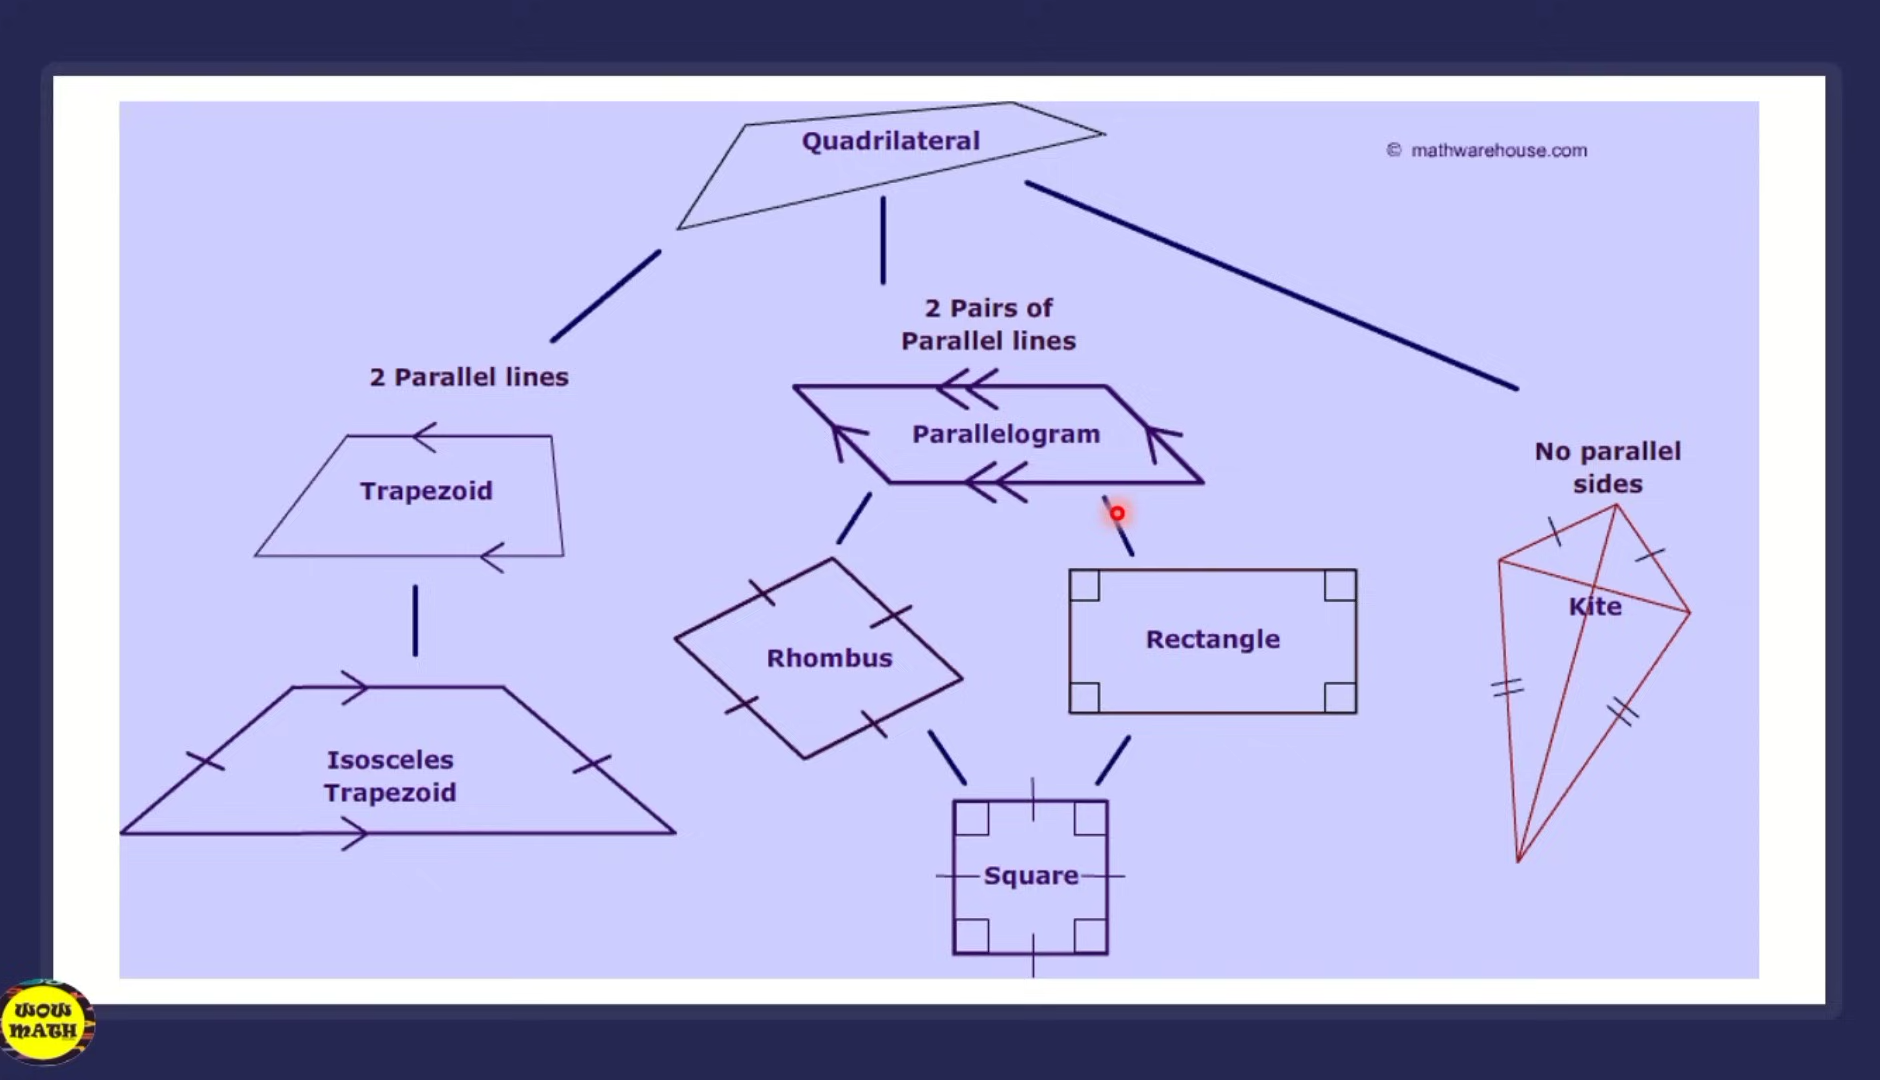 Quadrilateral
© mathwarehouse.com
2 Pairs of
Parallel lines
2 Parallel lines
Parallelogram
No parallel
sides
Trapezoid
Kite
Rhombus
Rectangle
Isosceles
Trapezoid
Square
WOW
MATH